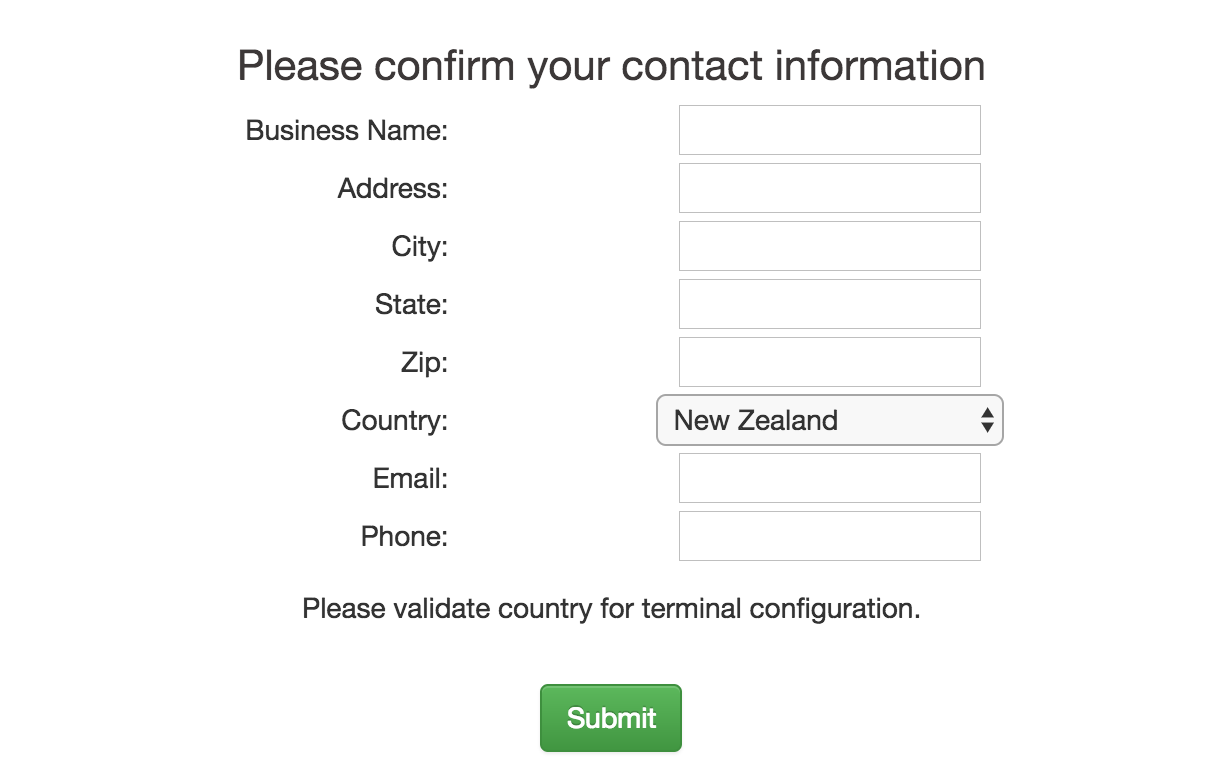 Please confirm your contact information
Business Name:
Address:
City:
State:
Zip:
Country: New Zealand
Email:
Phone:
Please validate country for terminal configuration.
Submit